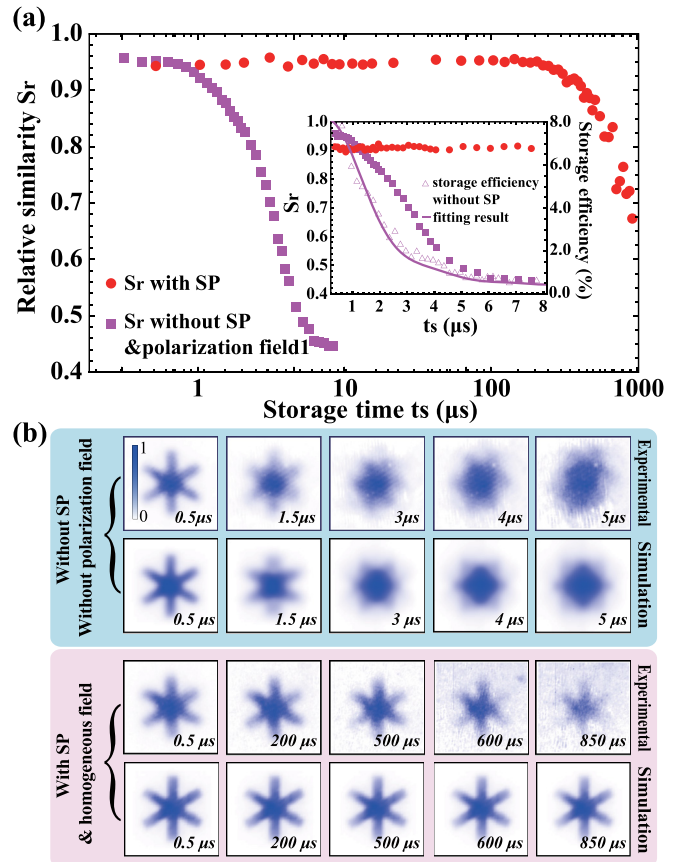 (a)
1.0
0.9
0.8
0.7
0.6
0.5
0.4
Relative similarity Sr
Sr with SP
Sr without SP
&polarization field1
1
10
100
1000
Storage time ts (μs)
1.0
0.9
0.8
0.7
0.6
0.5
0.4
Sr
8.0
6.0
4.0
2.0
0.0
Storage efficiency (%)
storage efficiency
without SP
fitting result
1 2 3 4 5 6 7 8
ts (μs)
(b)
Without SP
Without polarization field
1
0
0.5μs
1.5μs
3μs
4μs
5μs
Experimental
0.5 μs
1.5 μs
3 μs
4 μs
5 μs
Simulation
With SP
& homogeneous field
0.5 μs
200 μs
500 μs
600 μs
850 μs
Experimental
0.5 μs
200 μs
500 μs
600 μs
850 μs
Simulation